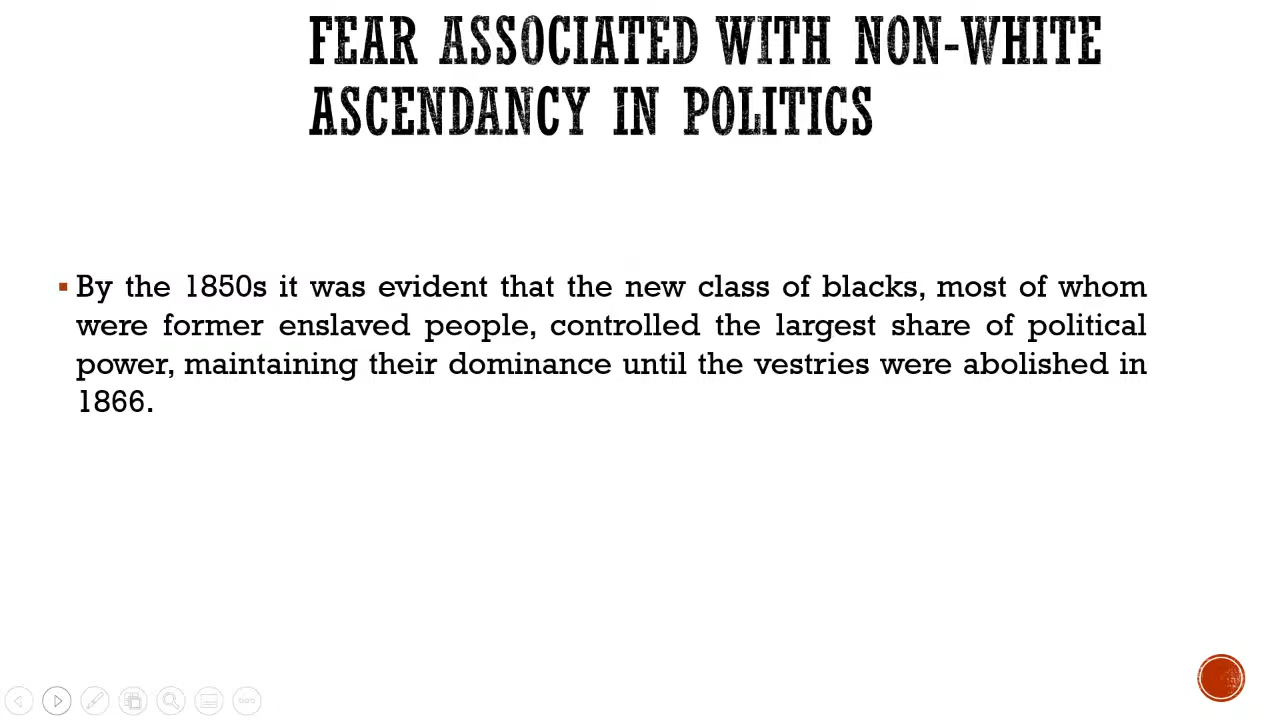 FEAR ASSOCIATED WITH NON-WHITE
ASCENDANCY IN POLITICS
▪ By the 1850s it was evident that the new class of blacks, most of whom
were former enslaved people, controlled the largest share of political
power, maintaining their dominance until the vestries were abolished in
1866.